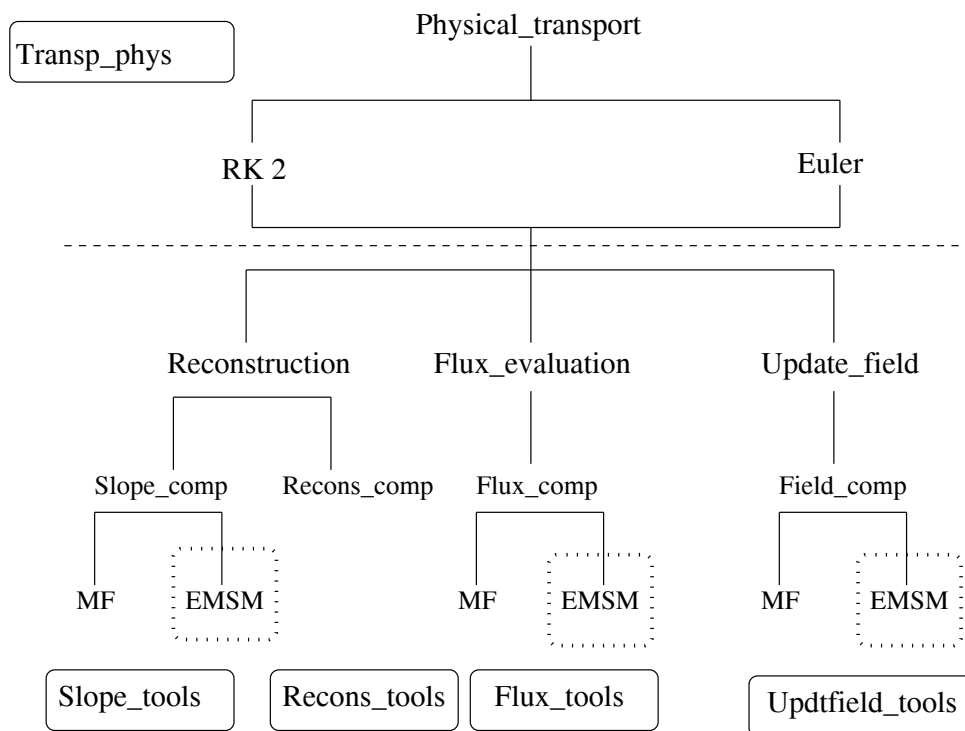 Physical_transport
Transp_phys
RK 2
Euler
Reconstruction
Flux_evaluation
Update_field
Slope_comp
Recons_comp
Flux_comp
Field_comp
MF
EMSM
MF
EMSM
MF
EMSM
Slope_tools
Recons_tools
Flux_tools
Updtfield_tools